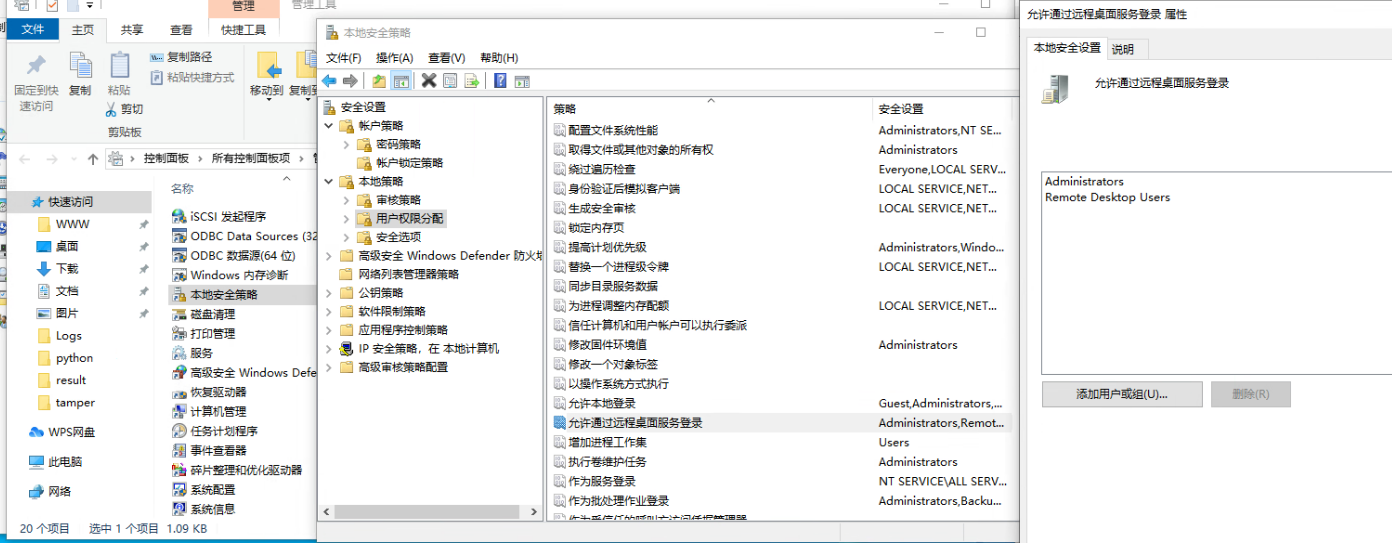 管理
管理工具
文件
主页
共享
查看
快捷工具
固定到快
速访问
复制
粘贴
复制路径
粘贴快捷方式
剪切
移动到
复制到
剪贴板
控制面板
所有控制面板项
名称
快速访问
WWW
桌面
下载
文档
图片
Logs
python
result
tamper
WPS网盘
此电脑
网络
iSCSI 发起程序
ODBC Data Sources (32
ODBC 数据源(64 位)
Windows 内存诊断
本地安全策略
磁盘清理
打印管理
服务
高级安全 Windows Defe
恢复驱动器
计算机管理
任务计划程序
事件查看器
碎片整理和优化驱动器
系统配置
系统信息
20 个项目 选中 1 个项目 1.09 KB
本地安全策略
文件(F) 操作(A) 查看(V) 帮助(H)
安全设置
帐户策略
密码策略
帐户锁定策略
本地策略
审核策略
用户权限分配
安全选项
高级安全 Windows Defender 防火墙
网络列表管理器策略
公钥策略
软件限制策略
应用程序控制策略
IP 安全策略，在 本地计算机
高级审核策略配置
策略 安全设置
配置文件系统性能 Administrators,NT SE...
取得文件或其他对象的所有权 Administrators
绕过遍历检查 Everyone,LOCAL SERV...
身份验证后模拟客户端 LOCAL SERVICE,NET...
生成安全审核 LOCAL SERVICE,NET...
锁定内存页
提高计划优先级 Administrators,Windo...
替换一个进程级令牌 LOCAL SERVICE,NET...
同步目录服务数据
为进程调整内存配额 LOCAL SERVICE,NET...
信任计算机和用户帐户可以执行委派
修改固件环境值 Administrators
修改一个对象标签
以操作系统方式执行
允许本地登录 Guest,Administrators,...
允许通过远程桌面服务登录 Administrators,Remot...
增加进程工作集 Users
执行卷维护任务 Administrators
作为服务登录 NT SERVICE\ALL SERV...
作为批处理作业登录 Administrators,Backu...
作为受信任的呼叫方访问凭据管理器
允许通过远程桌面服务登录 属性
本地安全设置 说明
允许通过远程桌面服务登录
Administrators
Remote Desktop Users
添加用户或组(U)...
删除(R)